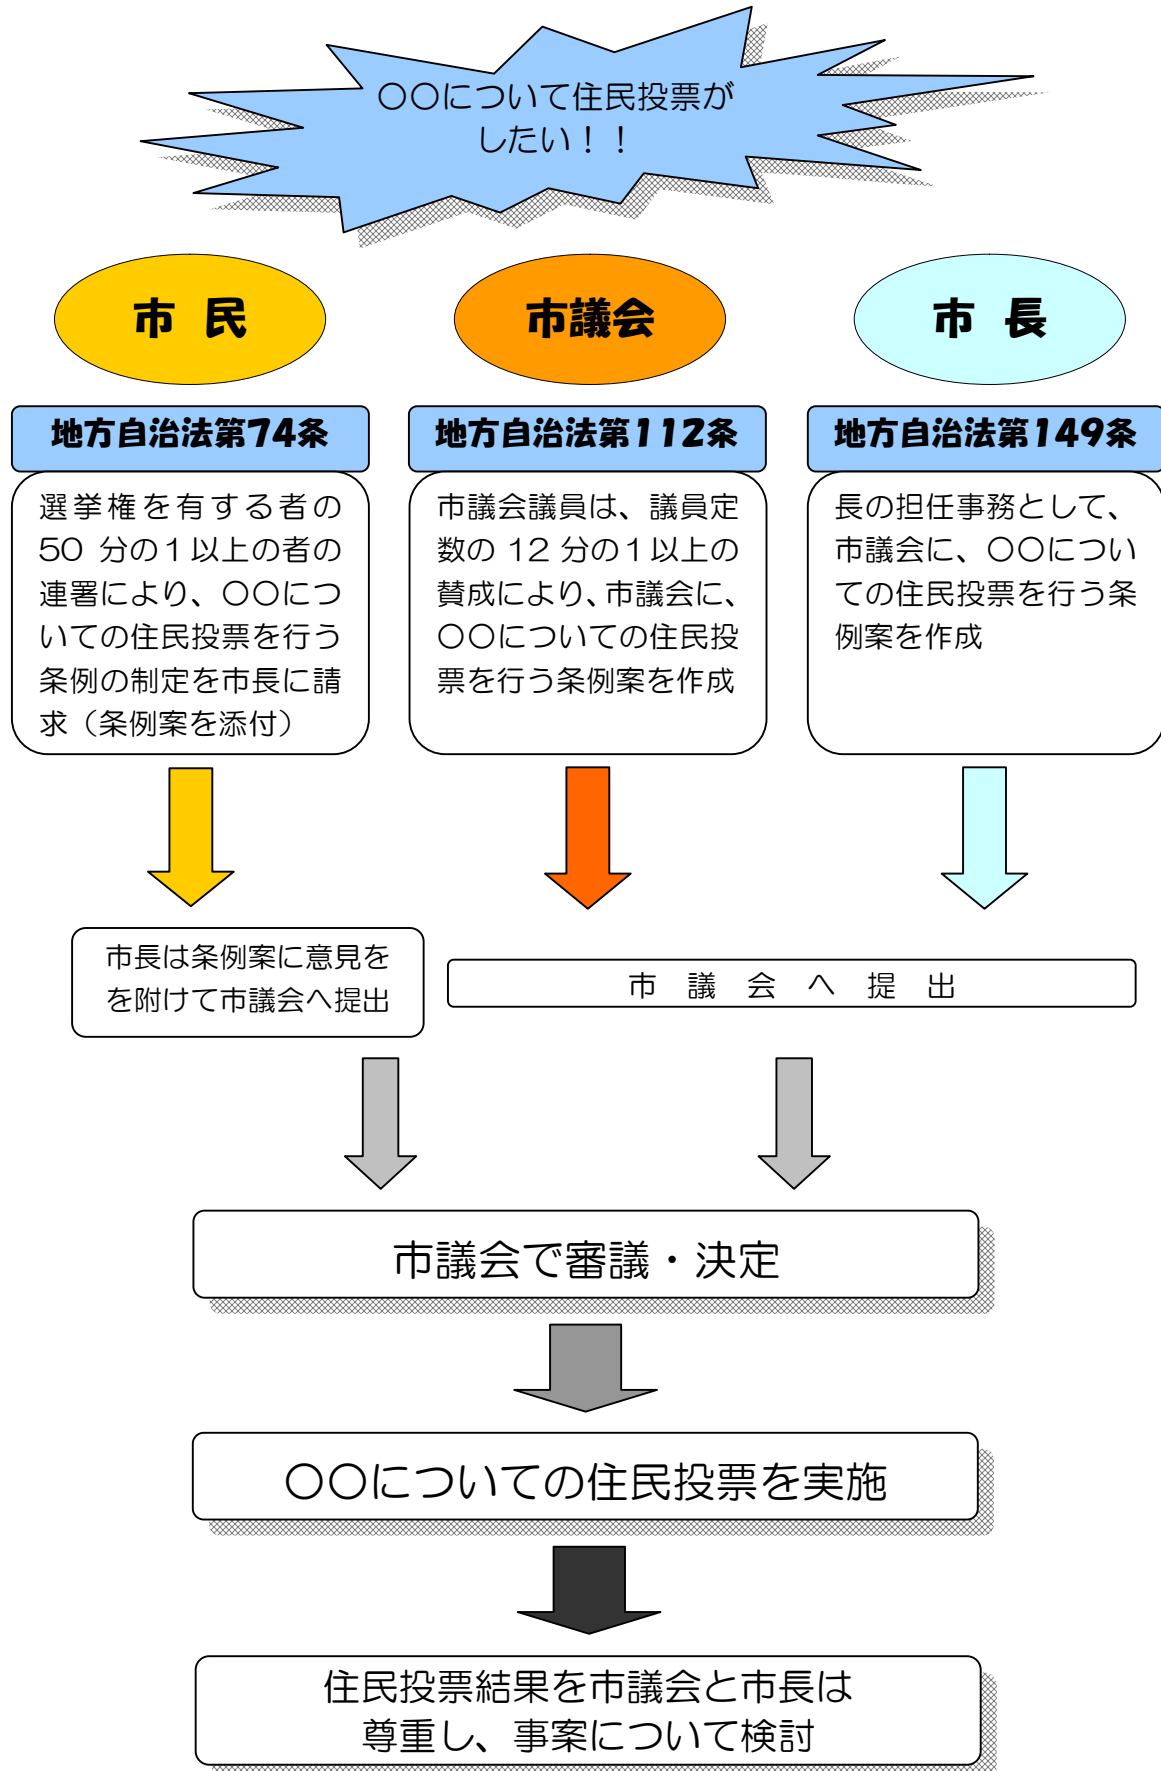 〇〇について住民投票が
したい！！
市 民
市議会
市 長
地方自治法第74条
地方自治法第112条
地方自治法第149条
選挙権を有する者の
50 分の１以上の者の
連署により、〇〇につ
いての住民投票を行う
条例の制定を市長に請
求（条例案を添付）
市議会議員は、議員定
数の 12 分の１以上の
賛成により、市議会に、
〇〇についての住民投
票を行う条例案を作成
長の担任事務として、
市議会に、〇〇につい
ての住民投票を行う条
例案を作成
市長は条例案に意見を
を附けて市議会へ提出
市 議 会 へ 提 出
市議会で審議・決定
〇〇についての住民投票を実施
住民投票結果を市議会と市長は
尊重し、事案について検討